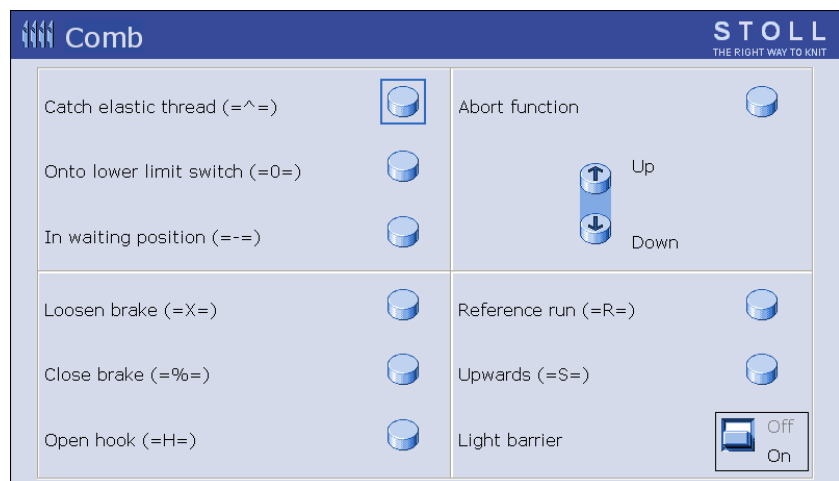 Comb
STOLL
THE RIGHT WAY TO KNIT
Catch elastic thread (=^=)
Onto lower limit switch (=0=)
In waiting position (=-=)
Abort function
Up
Down
Loosen brake (=X=)
Close brake (=%=)
Open hook (=H=)
Reference run (=R=)
Upwards (=S=)
Light barrier
Off
On